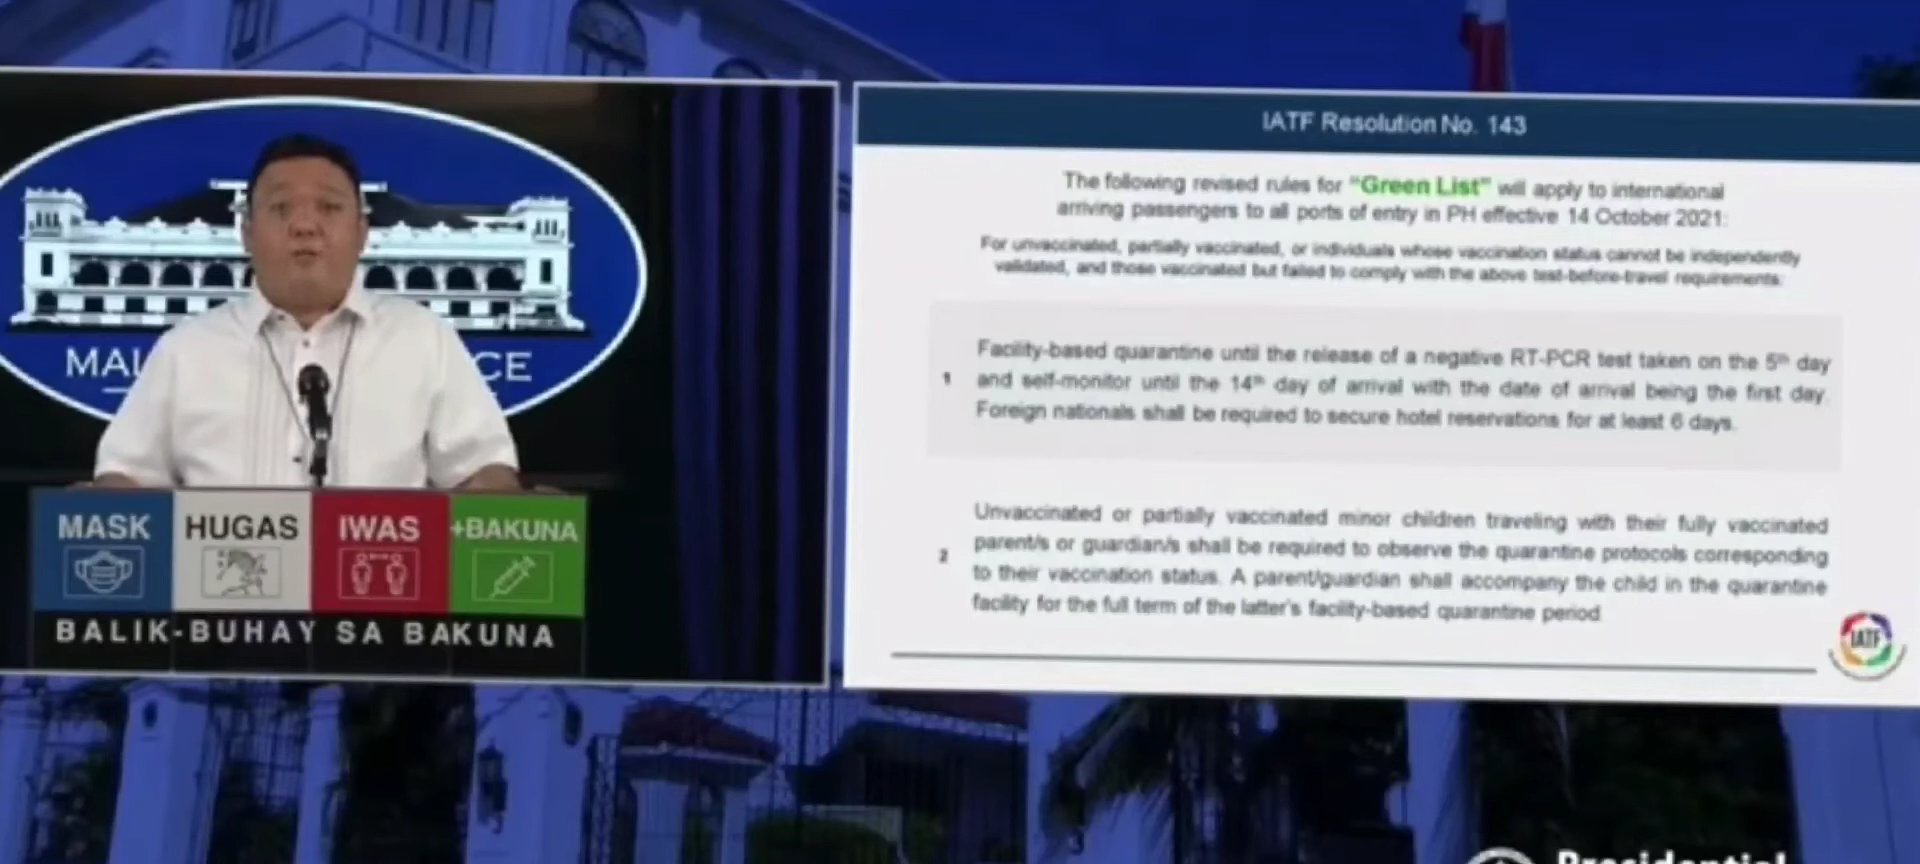 IATF Resolution No. 143
The following revised rules for "Green List" will apply to international
arriving passengers to all ports of entry in PH effective 14 October 2021:
For unvaccinated, partially vaccinated, or individuals whose vaccination status cannot be independently
validated, and those vaccinated but failed to comply with the above test-before-travel requirements:
1
Facility-based quarantine until the release of a negative RT-PCR test taken on the 5th day
and self-monitor until the 14th day of arrival with the date of arrival being the first day.
Foreign nationals shall be required to secure hotel reservations for at least 6 days.
2
Unvaccinated or partially vaccinated minor children traveling with their fully vaccinated
parent/s or guardian/s shall be required to observe the quarantine protocols corresponding
to their vaccination status. A parent/guardian shall accompany the child in the quarantine
facility for the full term of the latter's facility-based quarantine period
IATF
MASK
HUGAS
IWAS
+BAKUNA
BALIK-BUHAY SA BAKUNA
Presidential